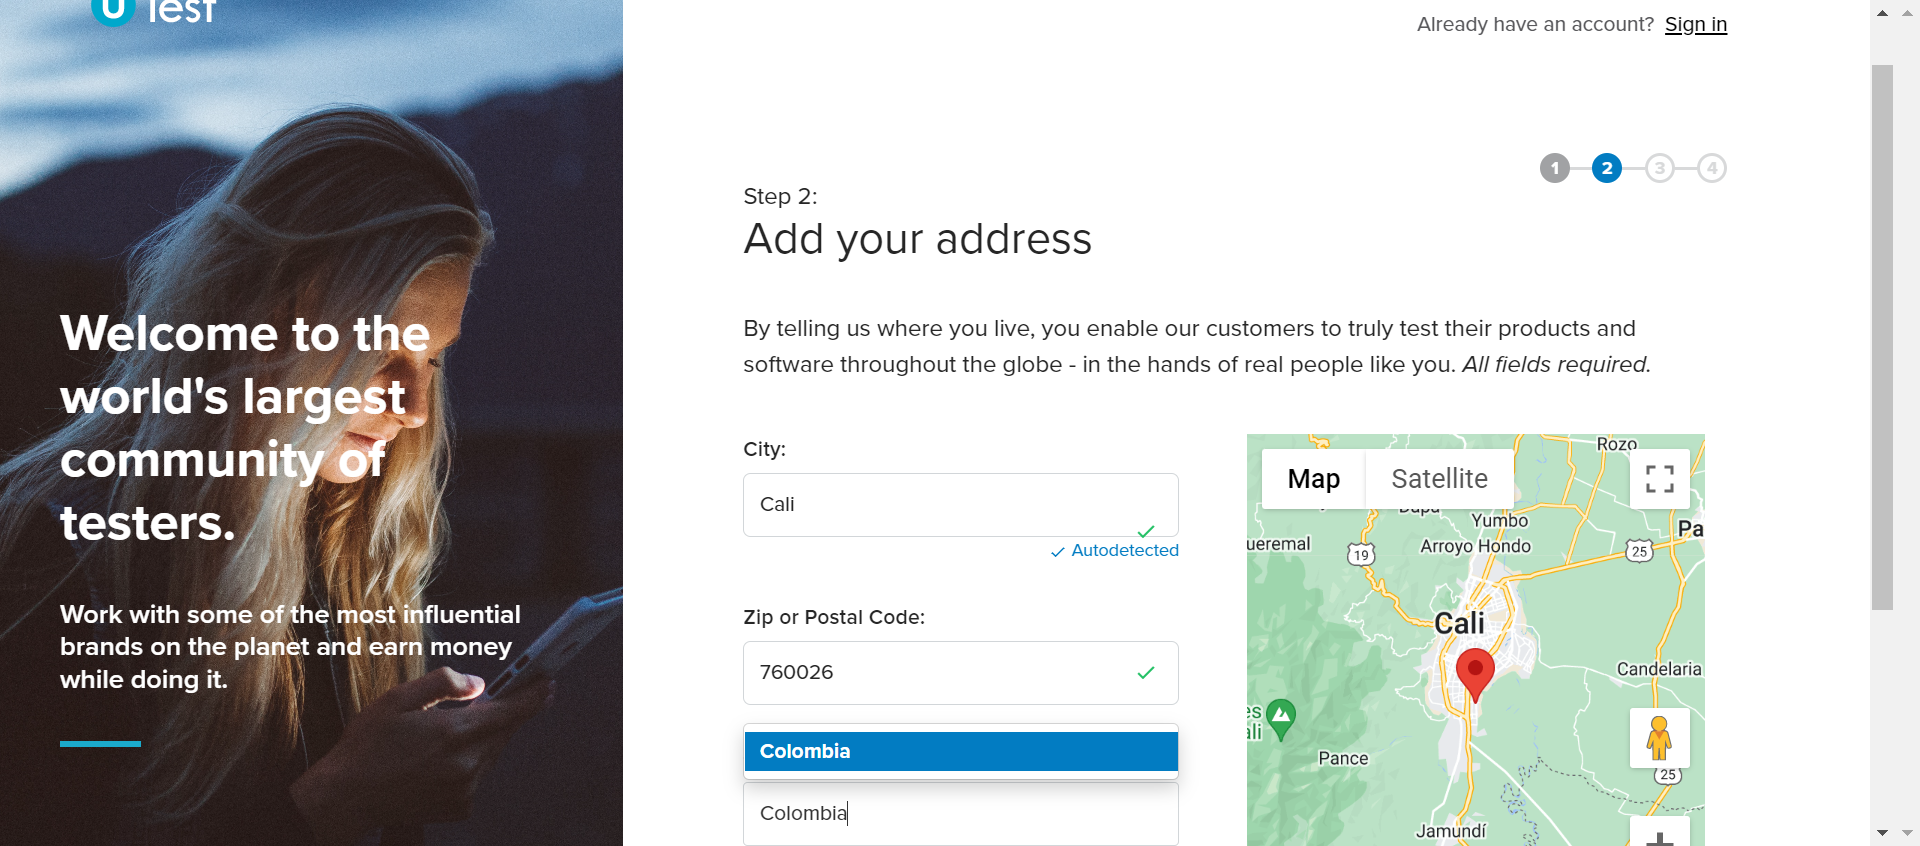 U Test
Already have an account? Sign in
1 2 3 4
Step 2:
Add your address
Welcome to the
world's largest
community of
testers.
Work with some of the most influential
brands on the planet and earn money
while doing it.
By telling us where you live, you enable our customers to truly test their products and
software throughout the globe - in the hands of real people like you. All fields required.
City:
Cali
Autodetected
Zip or Postal Code:
760026
Colombia
Colombia
Map Satellite
Rozo
Yumbo
Pa
ueremal
Arroyo Hondo
19
25
Cali
Candelaria
es
ali
Pance
25
Jamundí